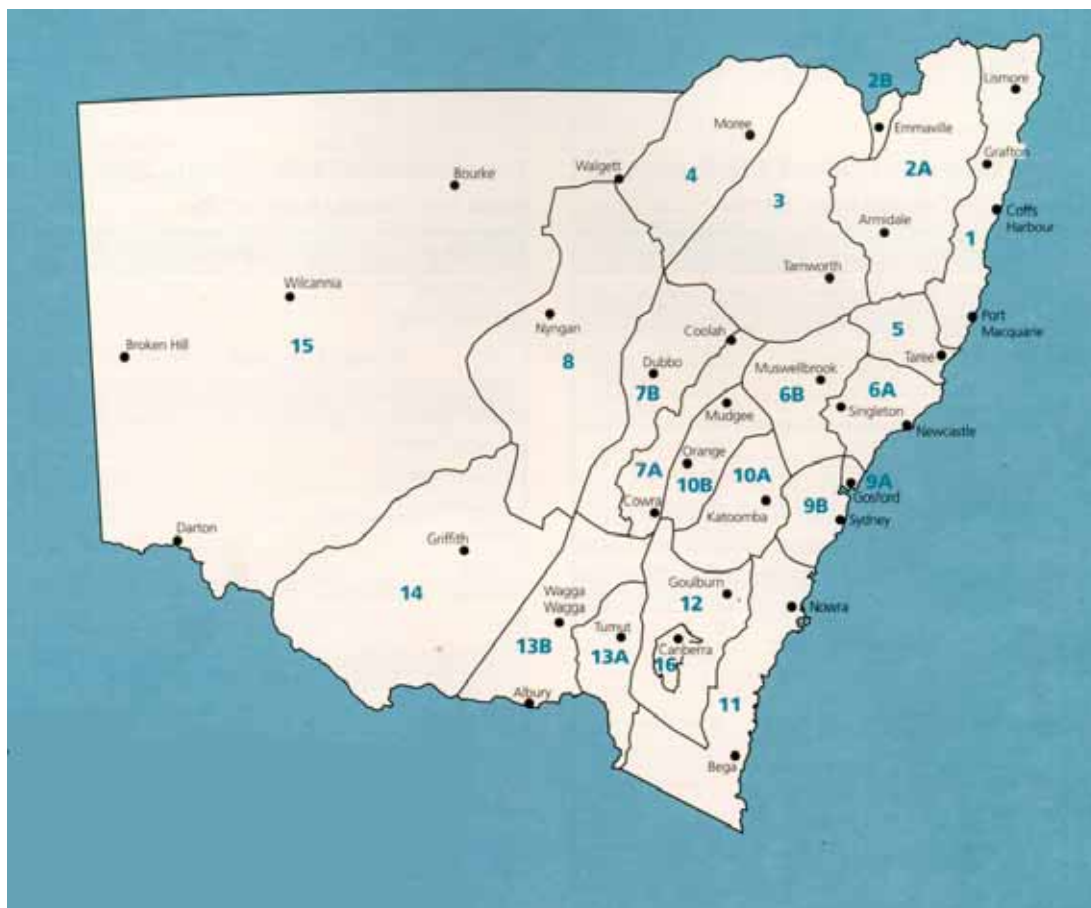 Lismore
2B
Moree
Emmaville
Grafton
Walgett
4
2A
Bourke
3
Armidale
Coffs
Harbour
1
Tamworth
Wilcannia
Port
Macquarie
Nyngan
Coolah
5
Broken Hill
15
8
Dubbo
Muswellbrook
Taree
7B
6B
6A
Mudgee
Singleton
Newcastle
Orange
7A
10B
10A
9A
Gosford
Cowra
Katoomba
9B
Sydney
Darton
Griffith
14
Wagga
Wagga
Goulburn
12
Nowra
Tumut
13B
13A
Canberra
16
Albury
11
Bega